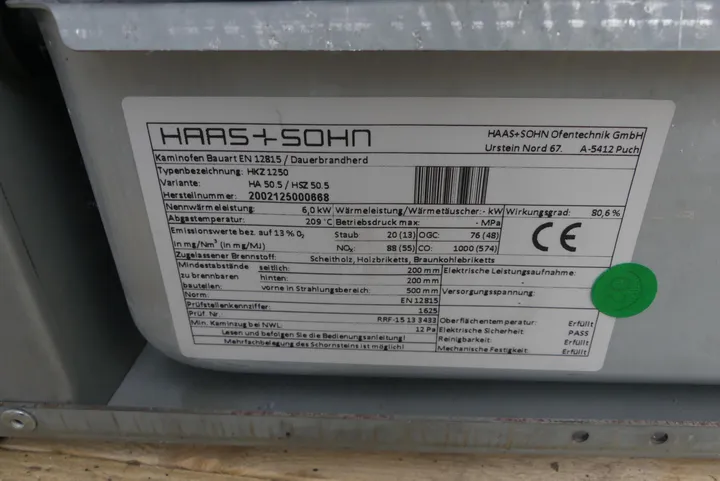 HAAS+SOHN
HAAS+SOHN Ofentechnik GmbH
Urstein Nord 67. A-5412 Puch
Kaminofen Bauart EN 12815 / Dauerbrandherd
Typenbezeichnung: HKZ 1250
Variante: HA 50.5 / HSZ 50.5
Herstellnummer: 2002125000868
Nennwärmeleistung: 6,0 kW Wärmeleistung/Wärmetäuscher: - kW Wirkungsgrad: 80,6 %
Abgastemperatur: 209 °C Betriebsdruck max: - MPa
Emissionswerte bez. auf 13 % O₂ Staub: 20 (13) OGC: 76 (48)
in mg/Nm³ (in mg/MJ) NOₓ: 88 (55) CO: 1000 (574)
CE
Zugelassener Brennstoff: Scheitholz, Holzbriketts, Braunkohlebriketts
Mindestabstände seitlich: 200 mm Elektrische Leistungsaufnahme:
zu brennbaren hinten: 200 mm -
bauteilen: vorne in Strahlungsbereich: 500 mm Versorgungsspannung:
Norm: EN 12815 -
Prüfstellenkennziffer: 1625
Prüf. Nr. RRF-15 13 3433 Oberflächentemperatur: Erfüllt
Min. Kaminzug bei NWL: 12 Pa Elektrische Sicherheit: PASS
Lesen und befolgen Sie die Bedienungsanleitung! Reinigbarkeit: Erfüllt
Mehrfachbelegung des Schornsteins ist möglich! Mechanische Festigkeit: Erfüllt